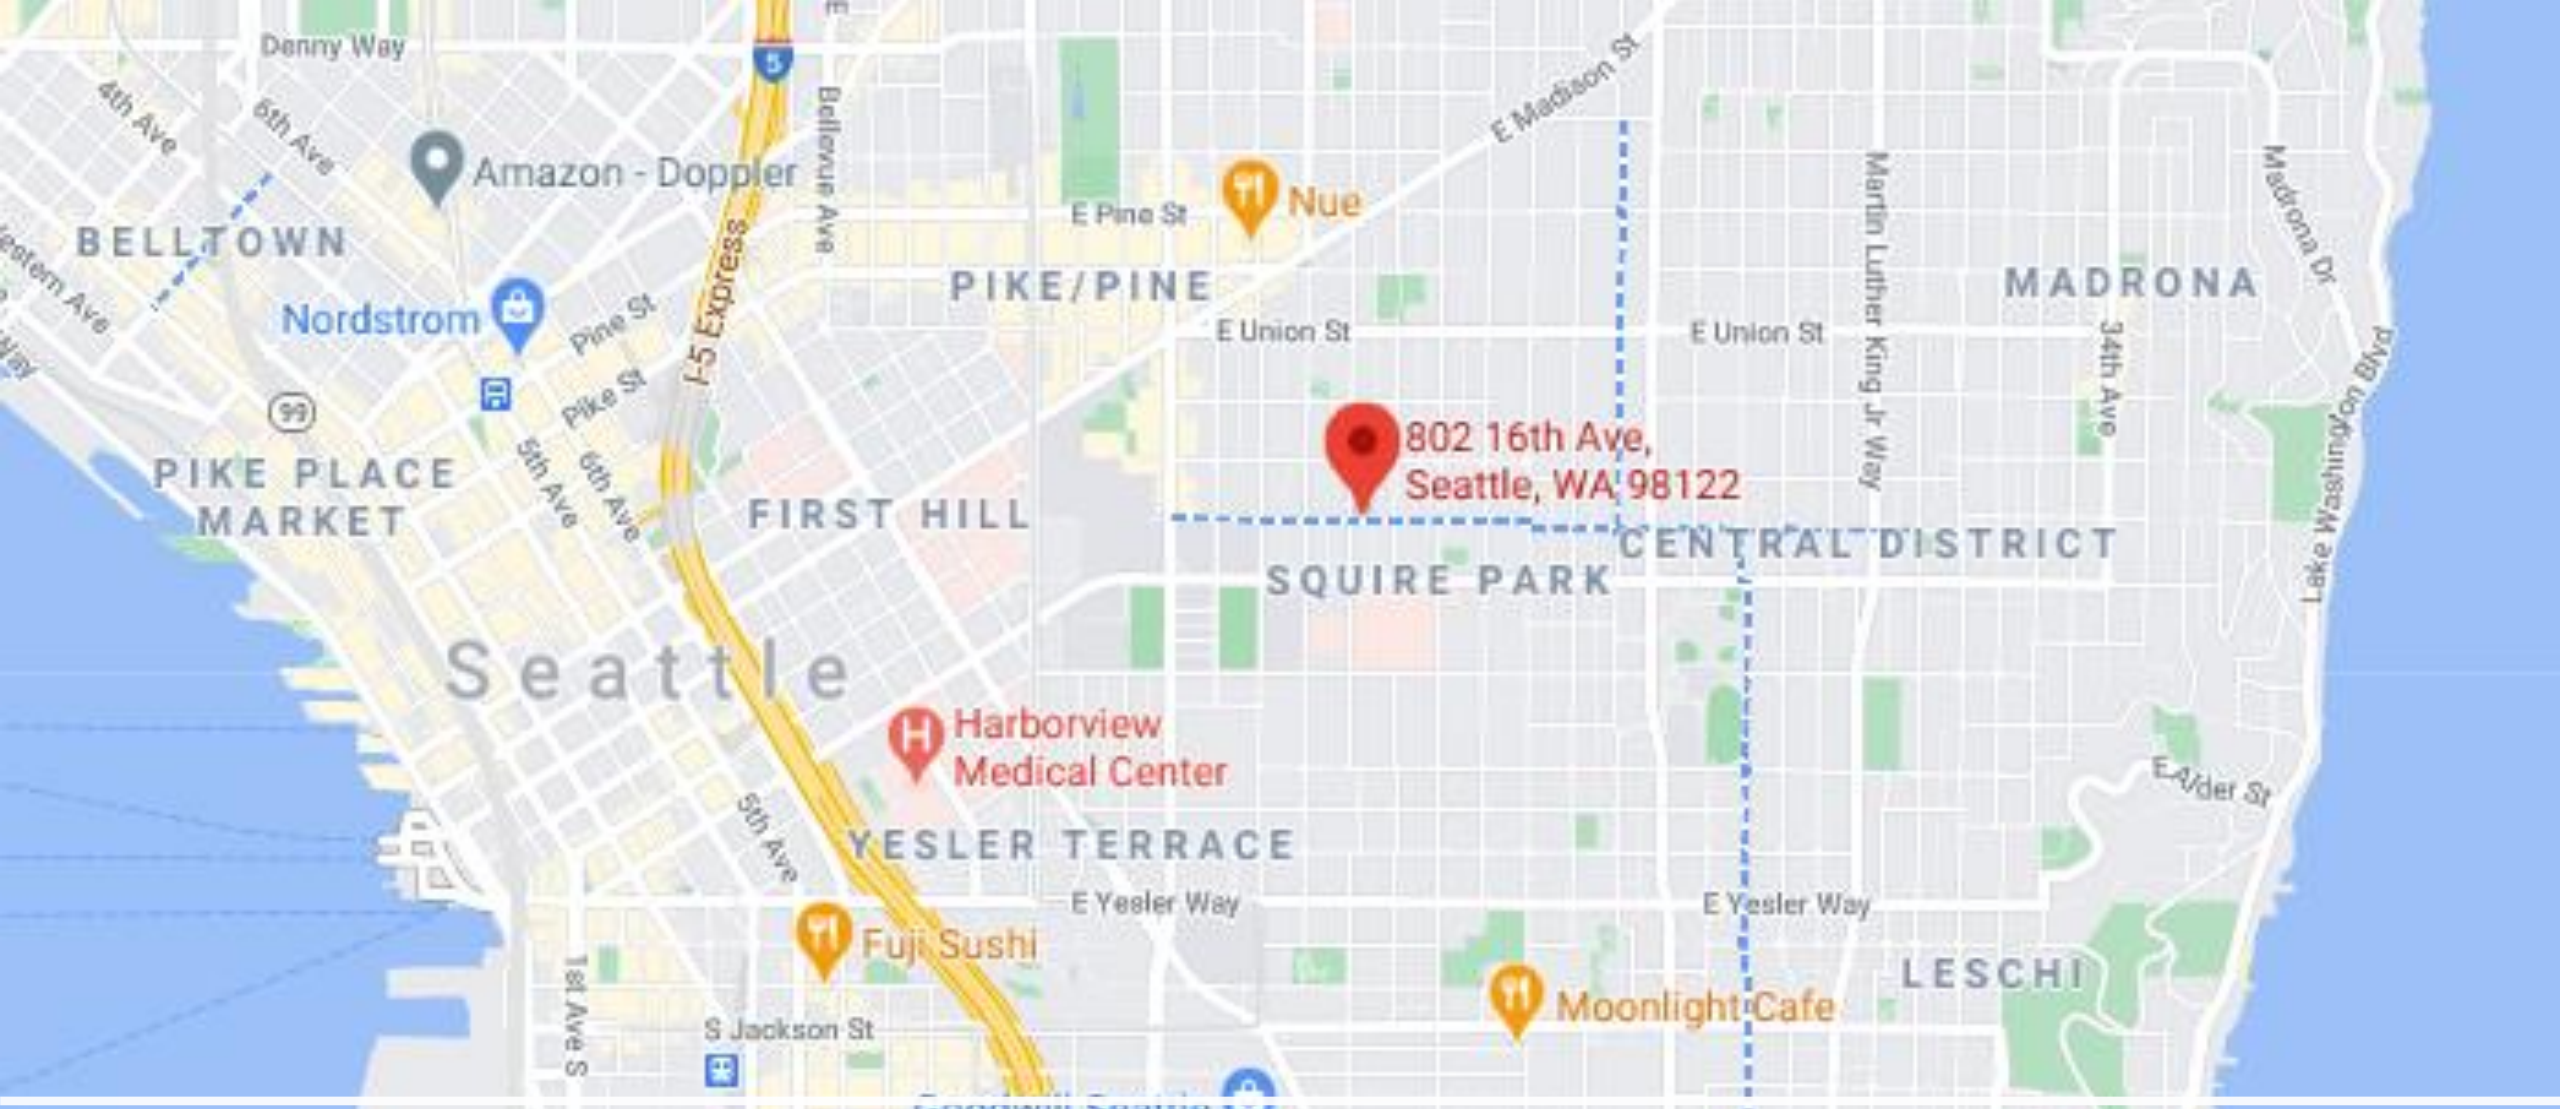 Denny Way
4th Ave
6th Ave
5
Bellevue Ave
E Madison St
Amazon - Doppler
Nue
E Pine St
BELLTOWN
I-5 Express
PIKE/PINE
Martin Luther King Jr Way
Madrona Dr
MADRONA
Nordstrom
Pine St
E Union St
E Union St
34th Ave
Lake Washington Blvd
Pike St
99
802 16th Ave,
Seattle, WA 98122
PIKE PLACE
MARKET
5th Ave
6th Ave
FIRST HILL
CENTRAL DISTRICT
SQUIRE PARK
Seattle
Harborview
Medical Center
E Alder St
5th Ave
YESLER TERRACE
E Yesler Way
E Yesler Way
Fuji Sushi
LESCHI
1st Ave S
Moonlight Cafe
S Jackson St